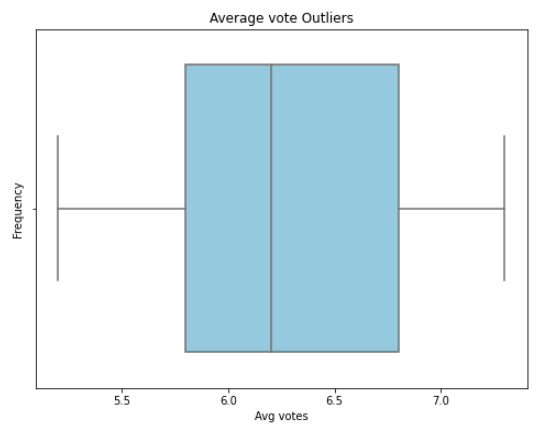 Average vote Outliers
Frequency
5.5 6.0 6.5 7.0
Avg votes